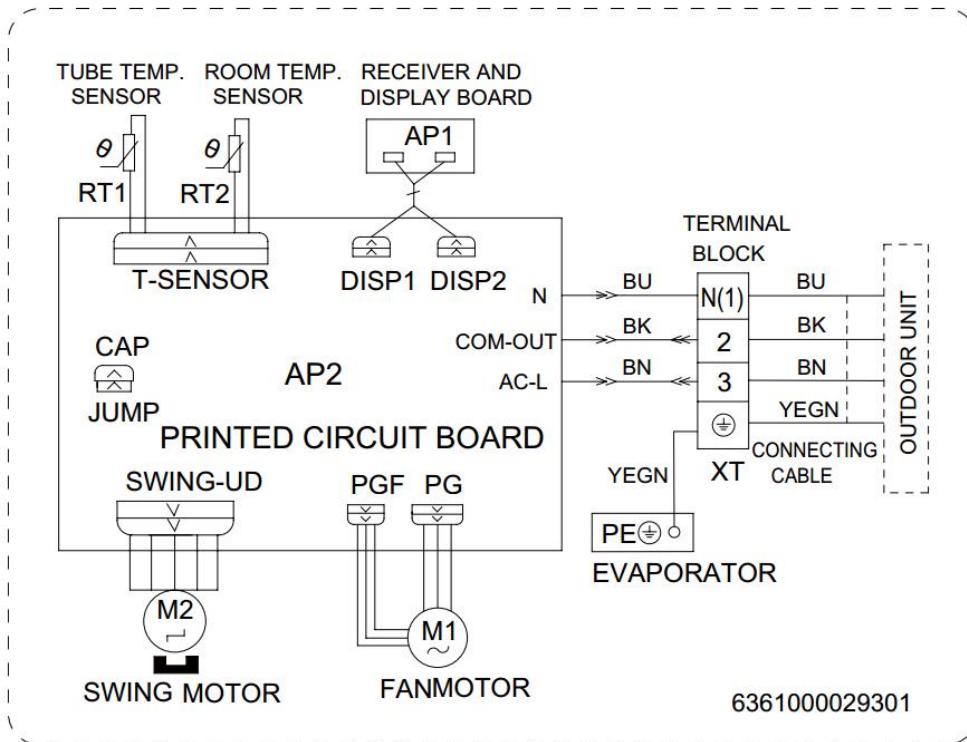 TUBE TEMP.
SENSOR
ROOM TEMP.
SENSOR
RECEIVER AND
DISPLAY BOARD
AP1
θ
RT1
θ
RT2
T-SENSOR
DISP1
DISP2
CAP
JUMP
AP2
PRINTED CIRCUIT BOARD
N
COM-OUT
AC-L
BU
BK
BN
TERMINAL
BLOCK
N(1)
2
3
XT
BU
BK
BN
YEGN
CONNECTING
CABLE
OUTDOOR UNIT
YEGN
PE
EVAPORATOR
SWING-UD
PGF
PG
M2
SWING MOTOR
M1
~
FANMOTOR
6361000029301